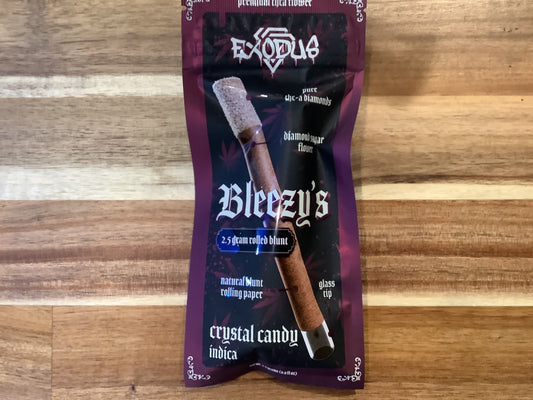 premium thca flower
EXODUS
pure
thc-a diamonds
diamond sugar
flower
Bleezy's
2.5 gram rolled blunt
natural blunt
rolling paper
glass
tip
crystal candy
indica